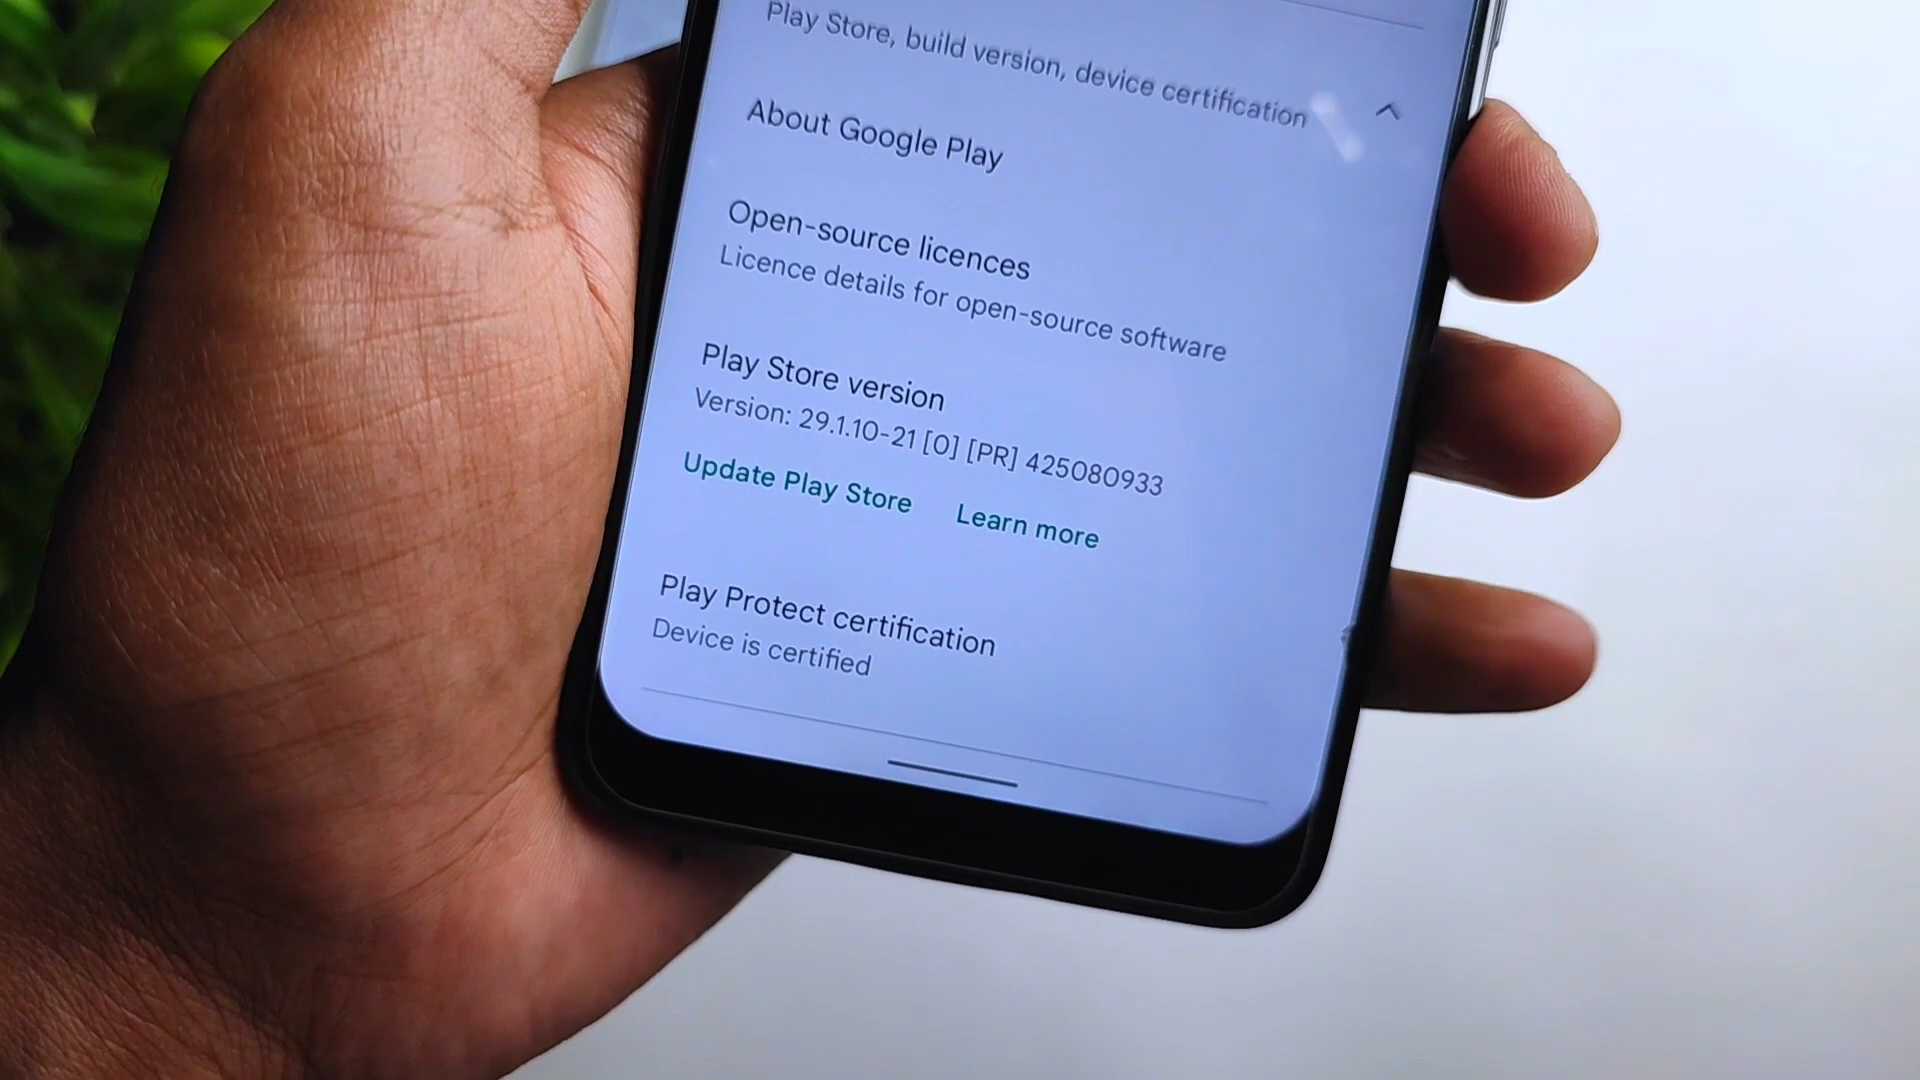 Play Store, build version, device certification
About Google Play
Open-source licences
Licence details for open-source software
Play Store version
Version: 29.1.10-21 [0] [PR] 425080933
Update Play Store Learn more
Play Protect certification
Device is certified